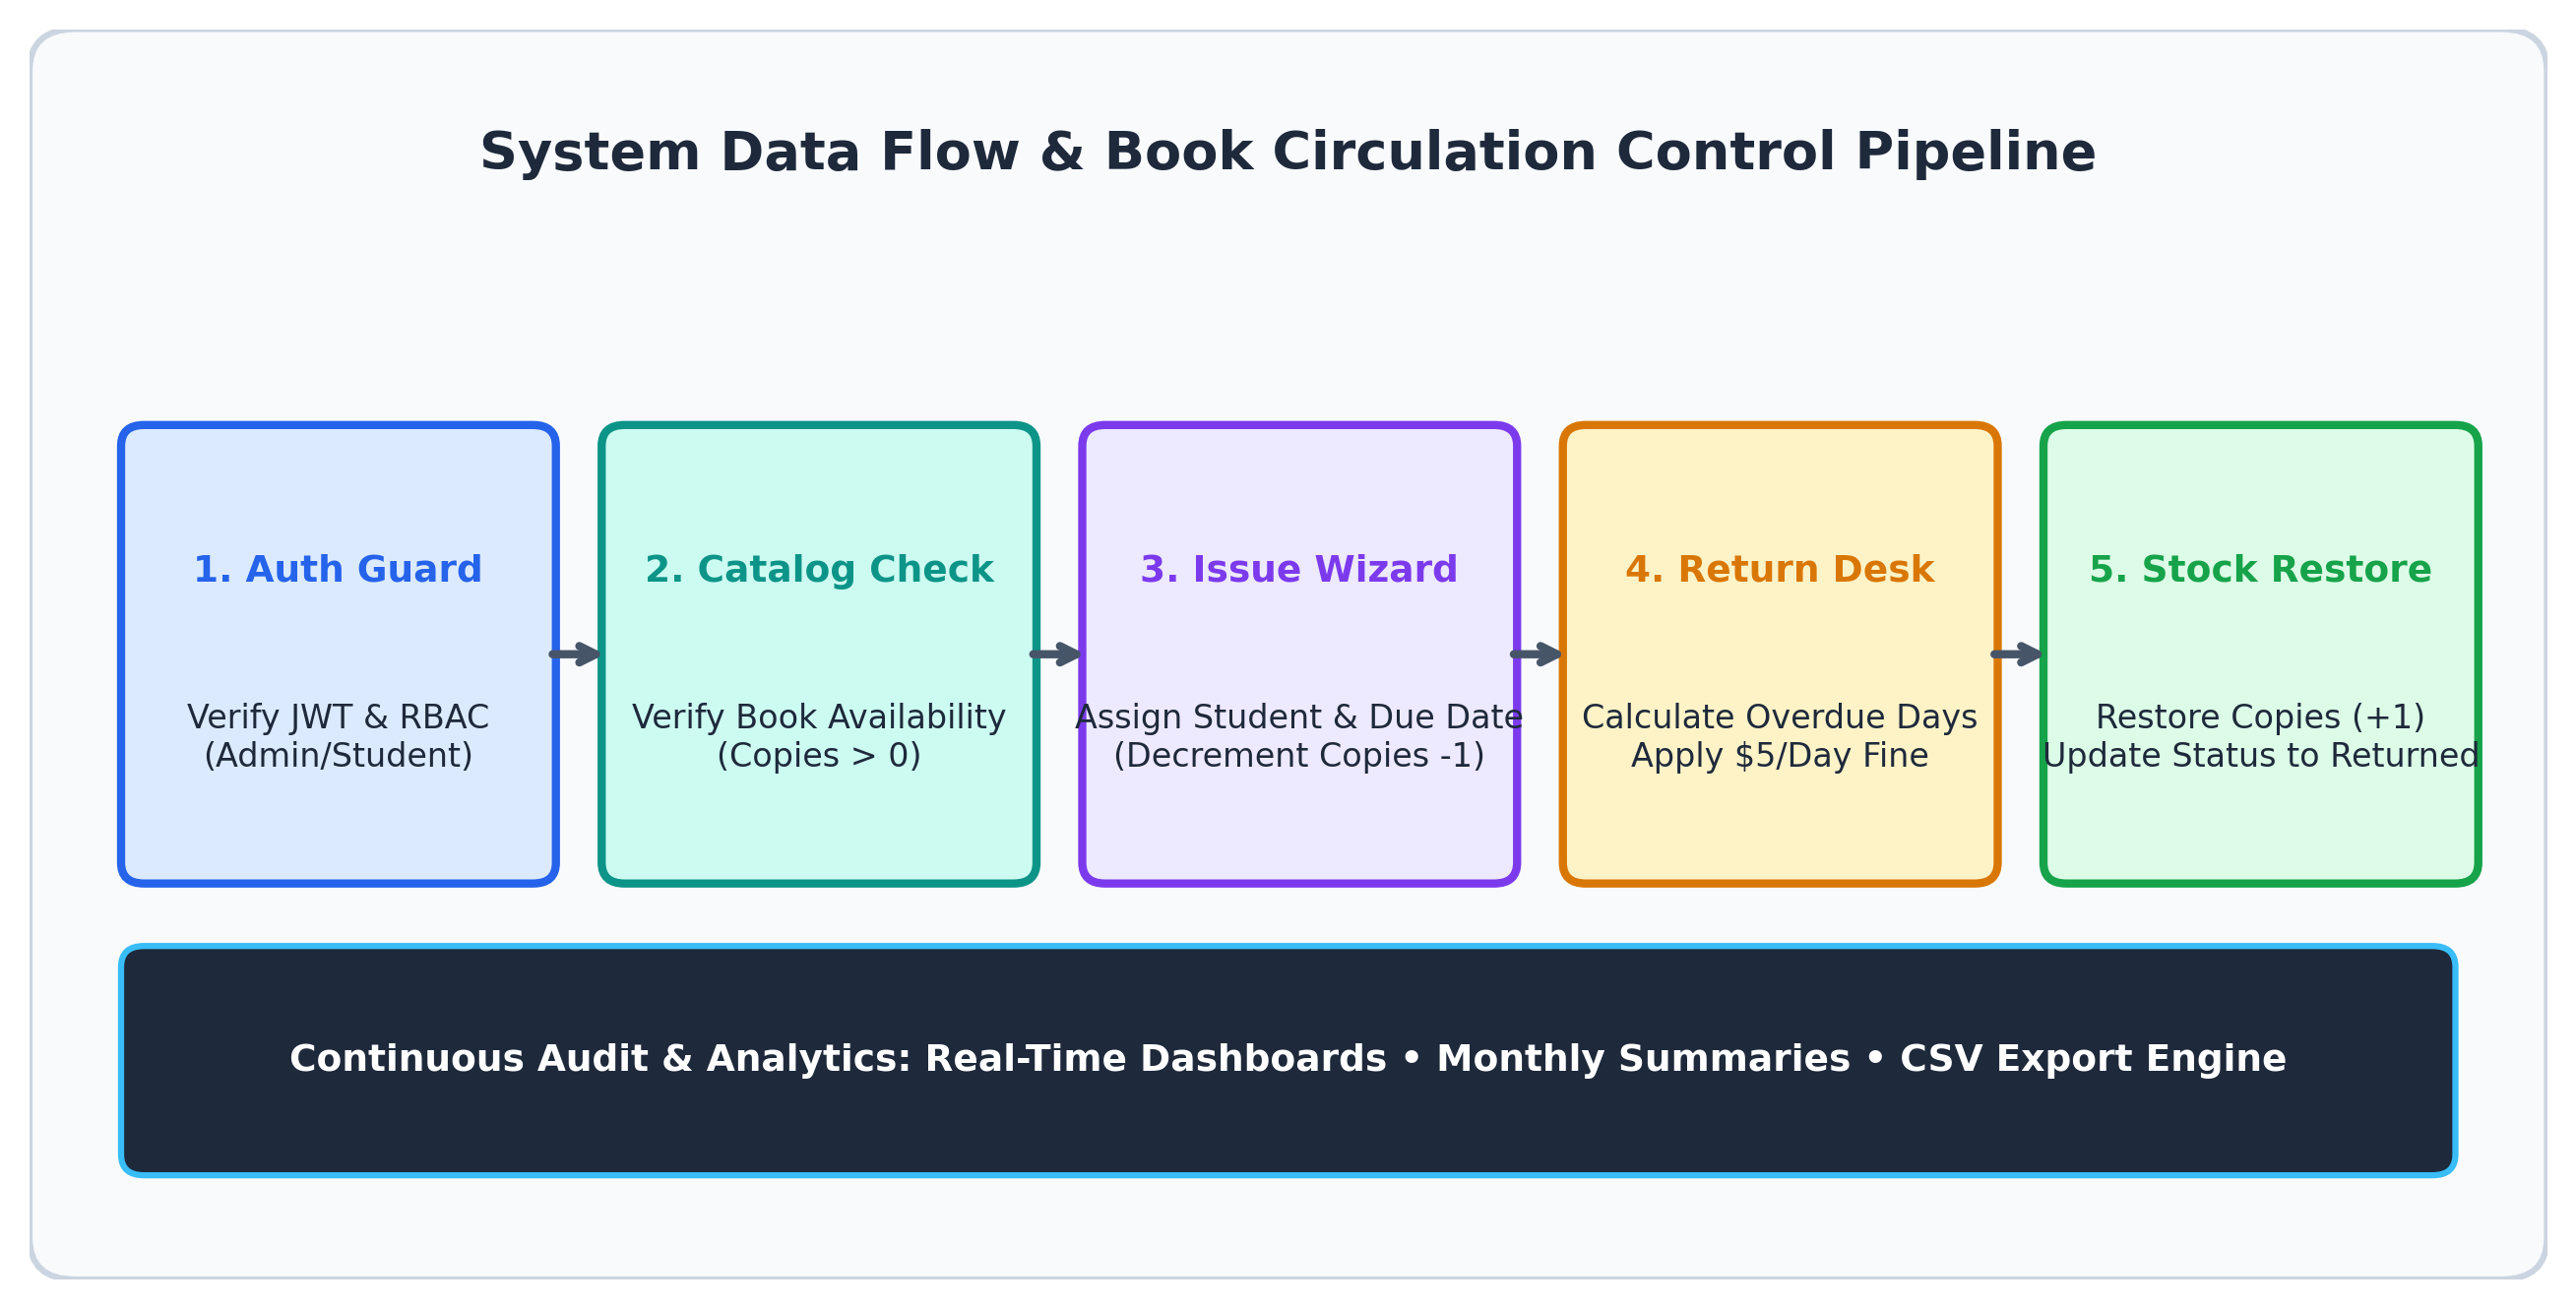 System Data Flow & Book Circulation Control Pipeline
1. Auth Guard
Verify JWT & RBAC
(Admin/Student)
2. Catalog Check
Verify Book Availability
(Copies > 0)
3. Issue Wizard
Assign Student & Due Date
(Decrement Copies -1)
4. Return Desk
Calculate Overdue Days
Apply $5/Day Fine
5. Stock Restore
Restore Copies (+1)
Update Status to Returned
Continuous Audit & Analytics: Real-Time Dashboards • Monthly Summaries • CSV Export Engine